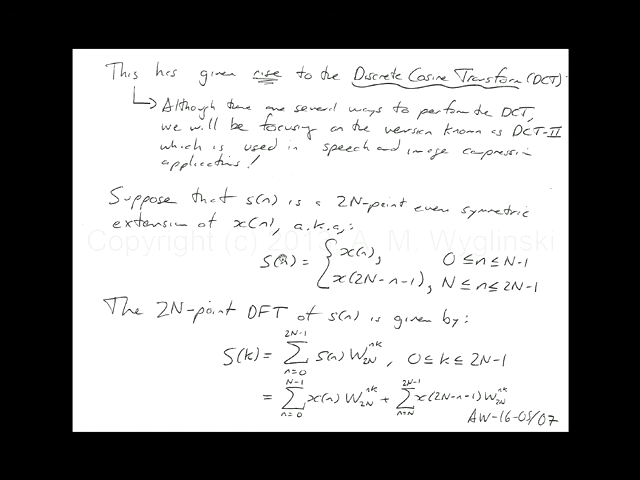 This has given rise to the Discrete Cosine Transform (DCT)
↳ Although there are several ways to perform the DCT,
we will be focusing on the version known as DCT-II
which is used in speech and image compression
applications!
Suppose that s(n) is a 2N-point even symmetric
extension of x(n), a.k.a.:
Copyright (c) 2013 A. M. Wyglinski
s(n) = { x(n), 0 ≤ n ≤ N-1
x(2N-n-1), N ≤ n ≤ 2N-1
The 2N-point DFT of s(n) is given by:
S(k) = ∑_{n=0}^{2N-1} s(n) W_{2N}^{nk}, 0 ≤ k ≤ 2N-1
= ∑_{n=0}^{N-1} x(n) W_{2N}^{nk} + ∑_{n=N}^{2N-1} x(2N-n-1) W_{2N}^{nk}
AW-16-05/07